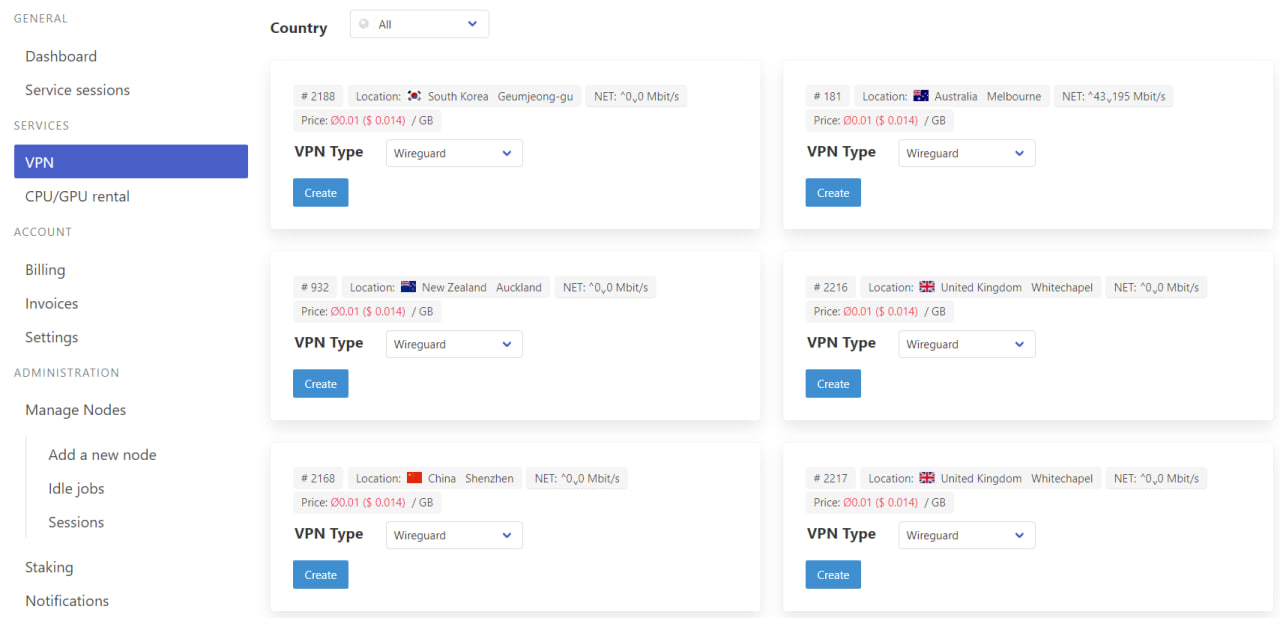 GENERAL
Dashboard
Service sessions
SERVICES
VPN
CPU/GPU rental
ACCOUNT
Billing
Invoices
Settings
ADMINISTRATION
Manage Nodes
Add a new node
Idle jobs
Sessions
Staking
Notifications
Country All
# 2188 Location: South Korea Geumjeong-gu NET: ^0⌄0 Mbit/s
Price: Ø0.01 ($ 0.014) / GB
VPN Type Wireguard
Create
# 181 Location: Australia Melbourne NET: ^43⌄195 Mbit/s
Price: Ø0.01 ($ 0.014) / GB
VPN Type Wireguard
Create
# 932 Location: New Zealand Auckland NET: ^0⌄0 Mbit/s
Price: Ø0.01 ($ 0.014) / GB
VPN Type Wireguard
Create
# 2216 Location: United Kingdom Whitechapel NET: ^0⌄0 Mbit/s
Price: Ø0.01 ($ 0.014) / GB
VPN Type Wireguard
Create
# 2168 Location: China Shenzhen NET: ^0⌄0 Mbit/s
Price: Ø0.01 ($ 0.014) / GB
VPN Type Wireguard
Create
# 2217 Location: United Kingdom Whitechapel NET: ^0⌄0 Mbit/s
Price: Ø0.01 ($ 0.014) / GB
VPN Type Wireguard
Create